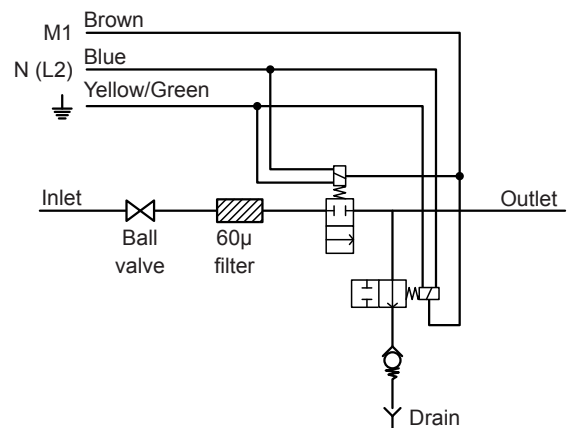 M1
Brown
N (L2)
Blue
Yellow/Green
Inlet
Outlet
Ball
valve
60µ
filter
Drain